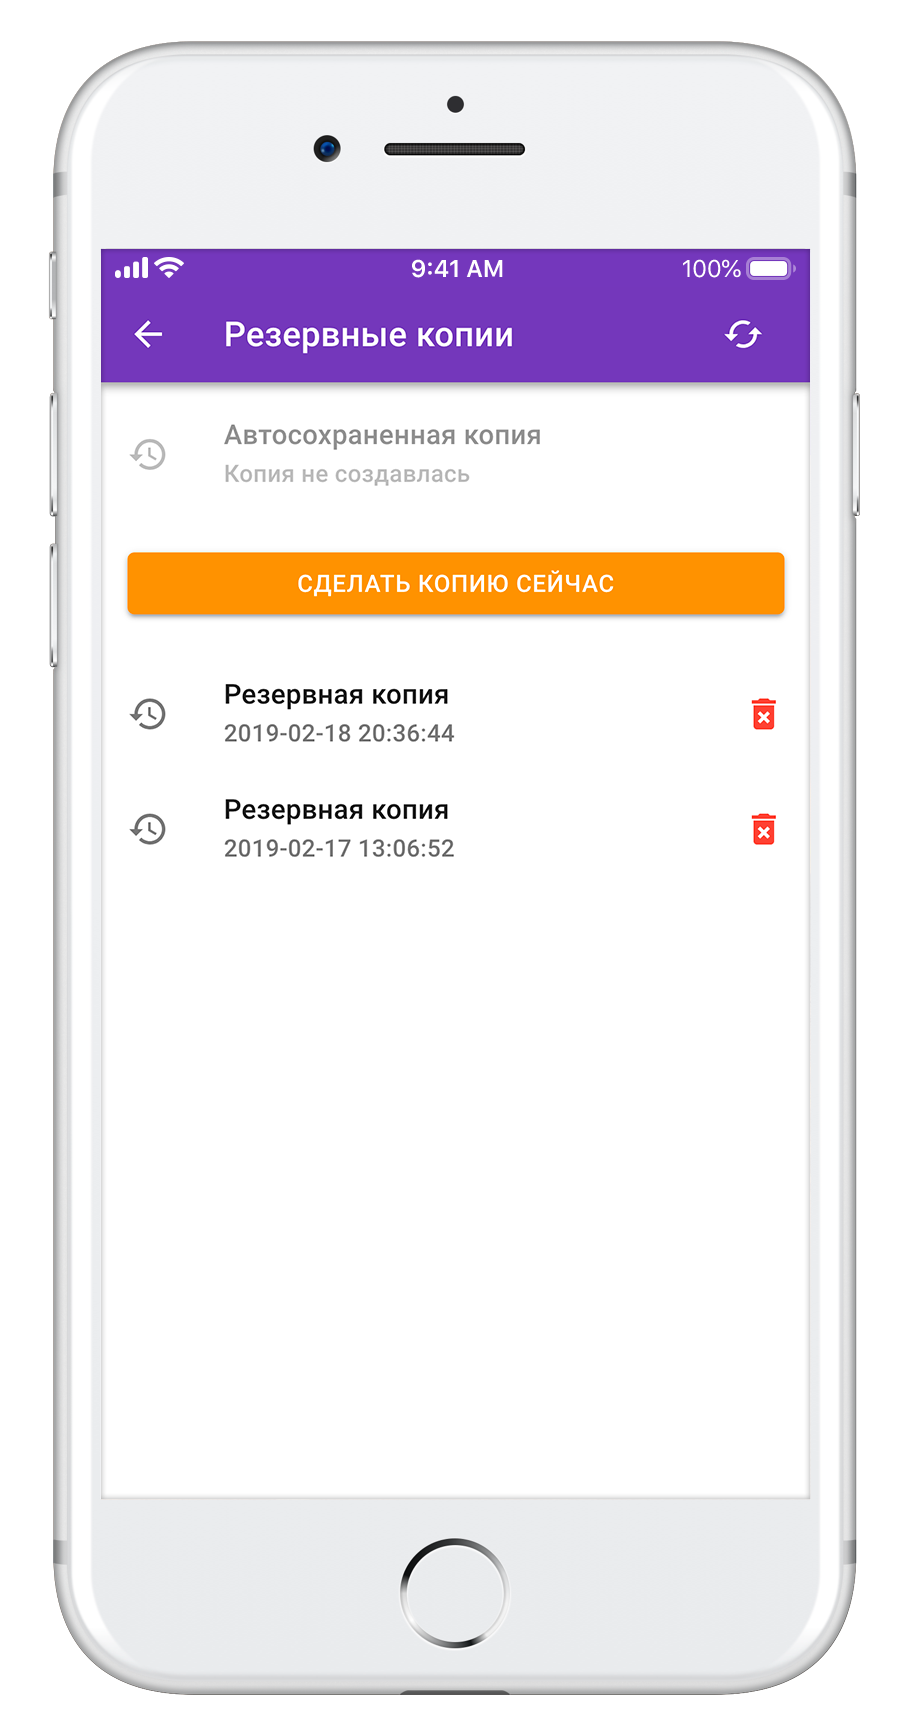 9:41 AM 100%
Резервные копии
Автосохраненная копия
Копия не создавлась
СДЕЛАТЬ КОПИЮ СЕЙЧАС
Резервная копия
2019-02-18 20:36:44
Резервная копия
2019-02-17 13:06:52